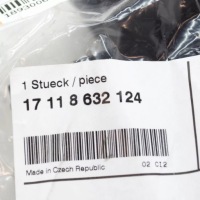 1 Stueck / piece
17 11 8 632 124
Made in Czech Republic
02 C12